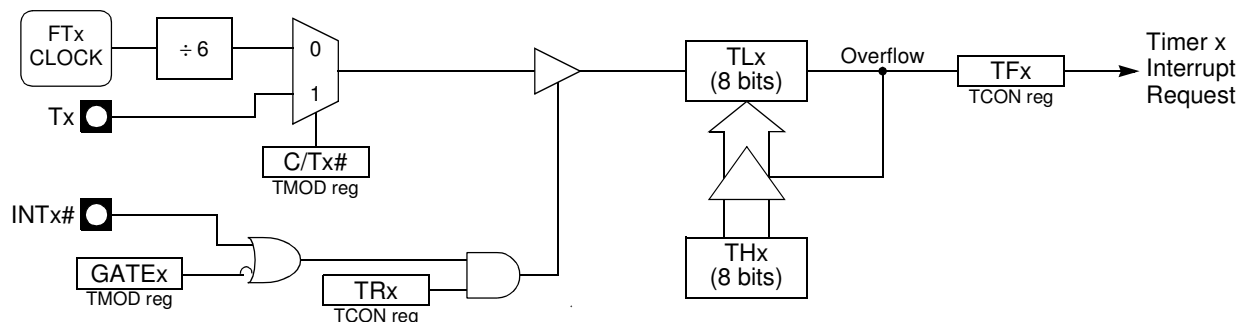 FTx
CLOCK
÷ 6
0
1
Tx
C/Tx#
TMOD reg
INTx#
GATEx
TMOD reg
TRx
TCON reg
TLx
(8 bits)
Overflow
TFx
TCON reg
Timer x
Interrupt
Request
THx
(8 bits)